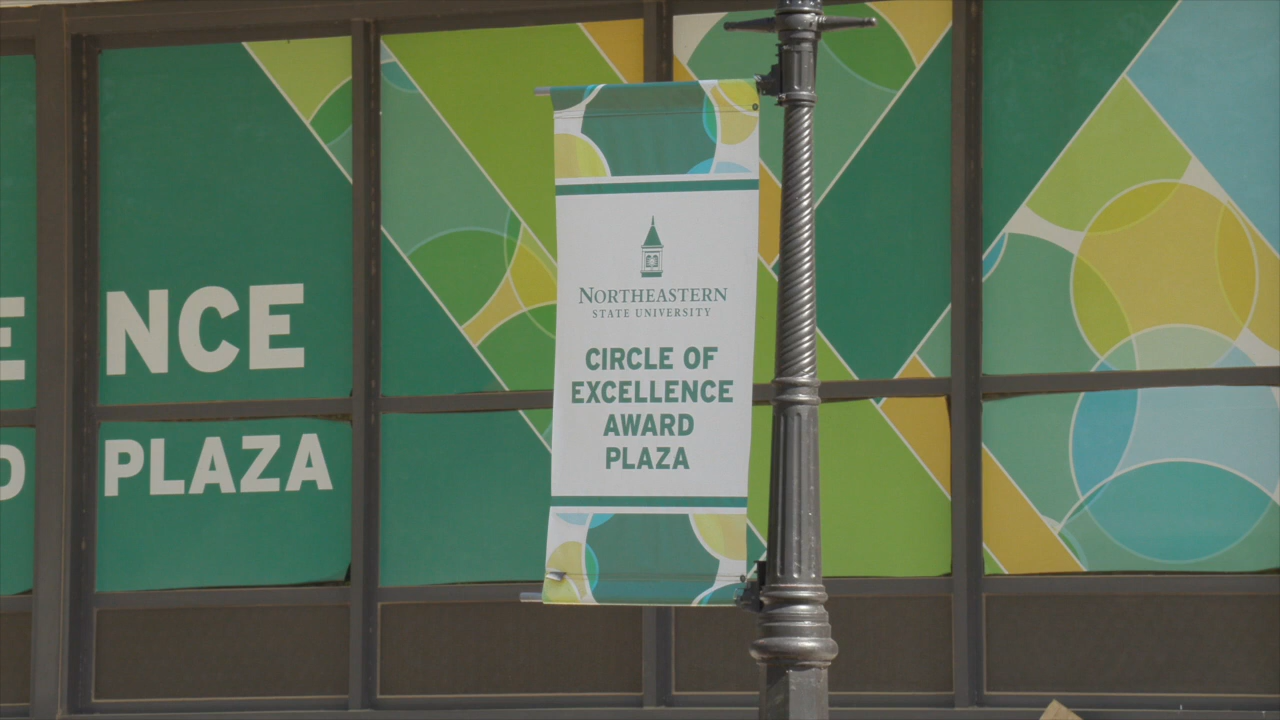 E NCE
D PLAZA
NORTHEASTERN
STATE UNIVERSITY
CIRCLE OF
EXCELLENCE
AWARD
PLAZA